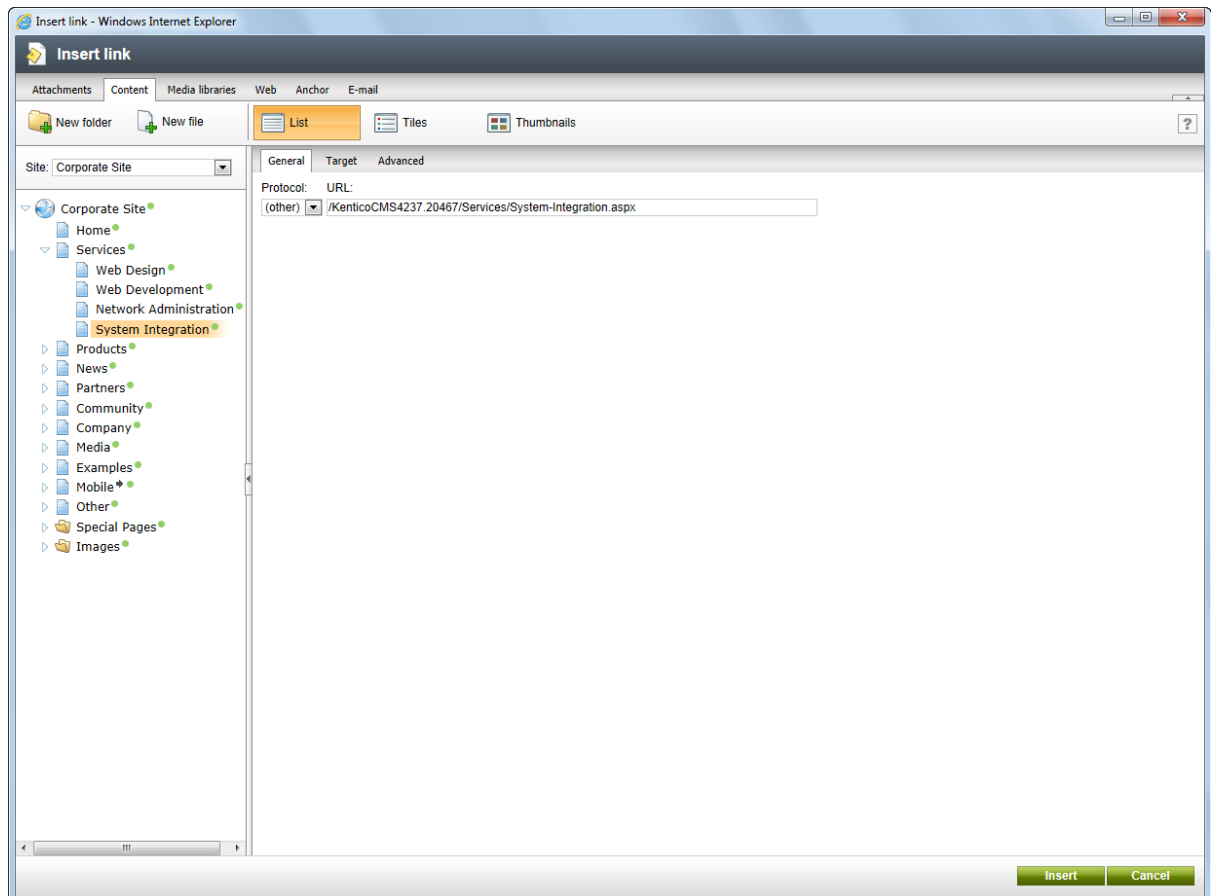 Insert link - Windows Internet Explorer
Insert link
Attachments Content Media libraries Web Anchor E-mail
New folder New file List Tiles Thumbnails ?
Site: Corporate Site
General Target Advanced
Protocol: URL:
(other) /KenticoCMS4237.20467/Services/System-Integration.aspx
Corporate Site
Home
Services
Web Design
Web Development
Network Administration
System Integration
Products
News
Partners
Community
Company
Media
Examples
Mobile
Other
Special Pages
Images
Insert Cancel